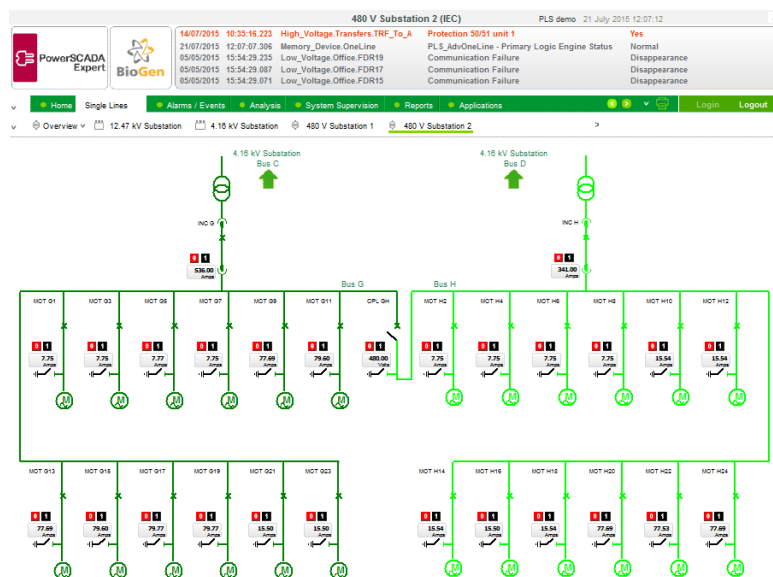 480 V Substation 2 (IEC) PLS demo 21 July 2015 12:07:12
PowerSCADA Expert
BioGen
14/07/2015 10:35:16.223 High_Voltage.Transfers.TRF_To_A Protection 50/51 unit 1 Yes
21/07/2015 12:07:07.306 Memory_Device.OneLine PLS_AdvOneLine - Primary Logic Engine Status Normal
05/05/2015 15:54:29.235 Low_Voltage.Office.FDR19 Communication Failure Disappearance
05/05/2015 15:54:29.087 Low_Voltage.Office.FDR17 Communication Failure Disappearance
05/05/2015 15:54:29.071 Low_Voltage.Office.FDR15 Communication Failure Disappearance
Home Single Lines Alarms / Events Analysis System Supervision Reports Applications Login Logout
Overview 12.47 kV Substation 4.16 kV Substation 480 V Substation 1 480 V Substation 2 >
4.16 kV Substation 4.16 kV Substation
Bus C Bus D
INC G INC H
0 1 0 1
536.00 341.00
Amps Amps
Bus G Bus H
MOT G1 MOT G3 MOT G5 MOT G7 MOT G9 MOT G11 CPL GH MOT H2 MOT H4 MOT H6 MOT H8 MOT H10 MOT H12
0 1 0 1 0 1 0 1 0 1 0 1 0 1 0 1 0 1 0 1 0 1 0 1 0 1
7.75 7.75 7.77 7.75 77.69 79.60 480.00 7.75 7.75 7.75 7.75 15.54 15.54
Amps Amps Amps Amps Amps Amps Volts Amps Amps Amps Amps Amps Amps
M M M M M M M M M M M M
MOT G13 MOT G15 MOT G17 MOT G19 MOT G21 MOT G23 MOT H14 MOT H16 MOT H18 MOT H20 MOT H22 MOT H24
0 1 0 1 0 1 0 1 0 1 0 1 0 1 0 1 0 1 0 1 0 1 0 1
77.69 79.60 79.77 79.77 15.50 15.50 15.54 15.50 15.54 77.69 77.53 77.69
Amps Amps Amps Amps Amps Amps Amps Amps Amps Amps Amps Amps
M M M M M M M M M M M M